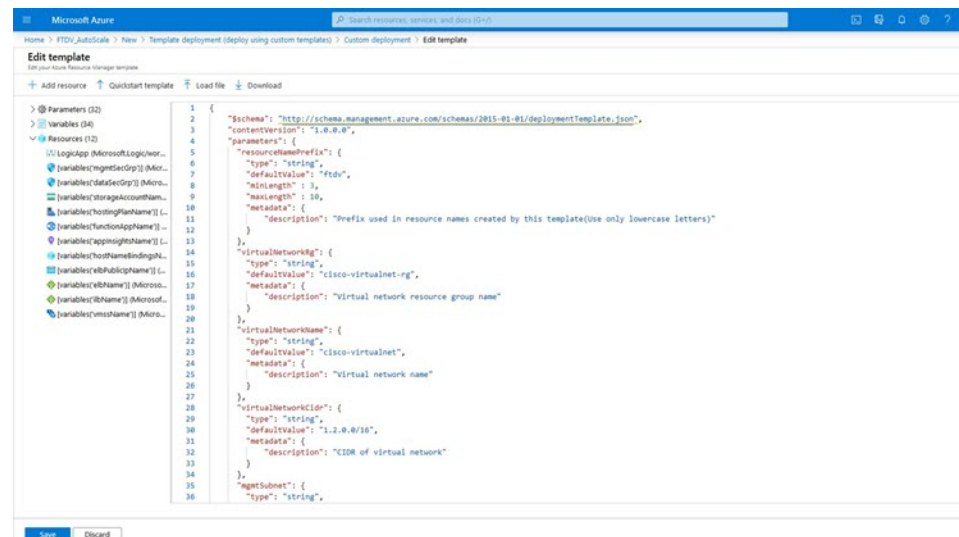 Microsoft Azure
Search resources, services, and docs (G+/)
Home > FTDV_AutoScale > New > Template deployment (deploy using custom templates) > Custom deployment > Edit template
Edit template
Edit your Azure Resource Manager template
+ Add resource ↑ Quickstart template Load file Download
> Parameters (32)
> Variables (34)
Resources (12)
LogicApp (Microsoft.Logic/wor...
[variables('mgmtSecGrp')] (Micr...
[variables('dataSecGrp')] (Micro...
[variables('storageAccountNam...
[variables('hostingPlanName')] (...
[variables('functionAppName')] ...
[variables('appInsightsName')] (...
[variables('hostNameBindingsN...
[variables('elbPublicIpName')] (...
[variables('elbName')] (Microso...
[variables('ilbName')] (Microsof...
[variables('vmssName')] (Micro...
1 {
2 "$schema": "http://schema.management.azure.com/schemas/2015-01-01/deploymentTemplate.json",
3 "contentVersion": "1.0.0.0",
4 "parameters": {
5 "resourceNamePrefix": {
6 "type": "string",
7 "defaultValue": "ftdv",
8 "minLength" : 3,
9 "maxLength" : 10,
10 "metadata": {
11 "description": "Prefix used in resource names created by this template(Use only lowercase letters)"
12 }
13 },
14 "virtualNetworkRg": {
15 "type": "string",
16 "defaultValue": "cisco-virtualnet-rg",
17 "metadata": {
18 "description": "Virtual network resource group name"
19 }
20 },
21 "virtualNetworkName": {
22 "type": "string",
23 "defaultValue": "cisco-virtualnet",
24 "metadata": {
25 "description": "Virtual network name"
26 }
27 },
28 "virtualNetworkCidr": {
29 "type": "string",
30 "defaultValue": "1.2.0.0/16",
31 "metadata": {
32 "description": "CIDR of virtual network"
33 }
34 },
35 "mgmtSubnet": {
36 "type": "string",
Save Discard